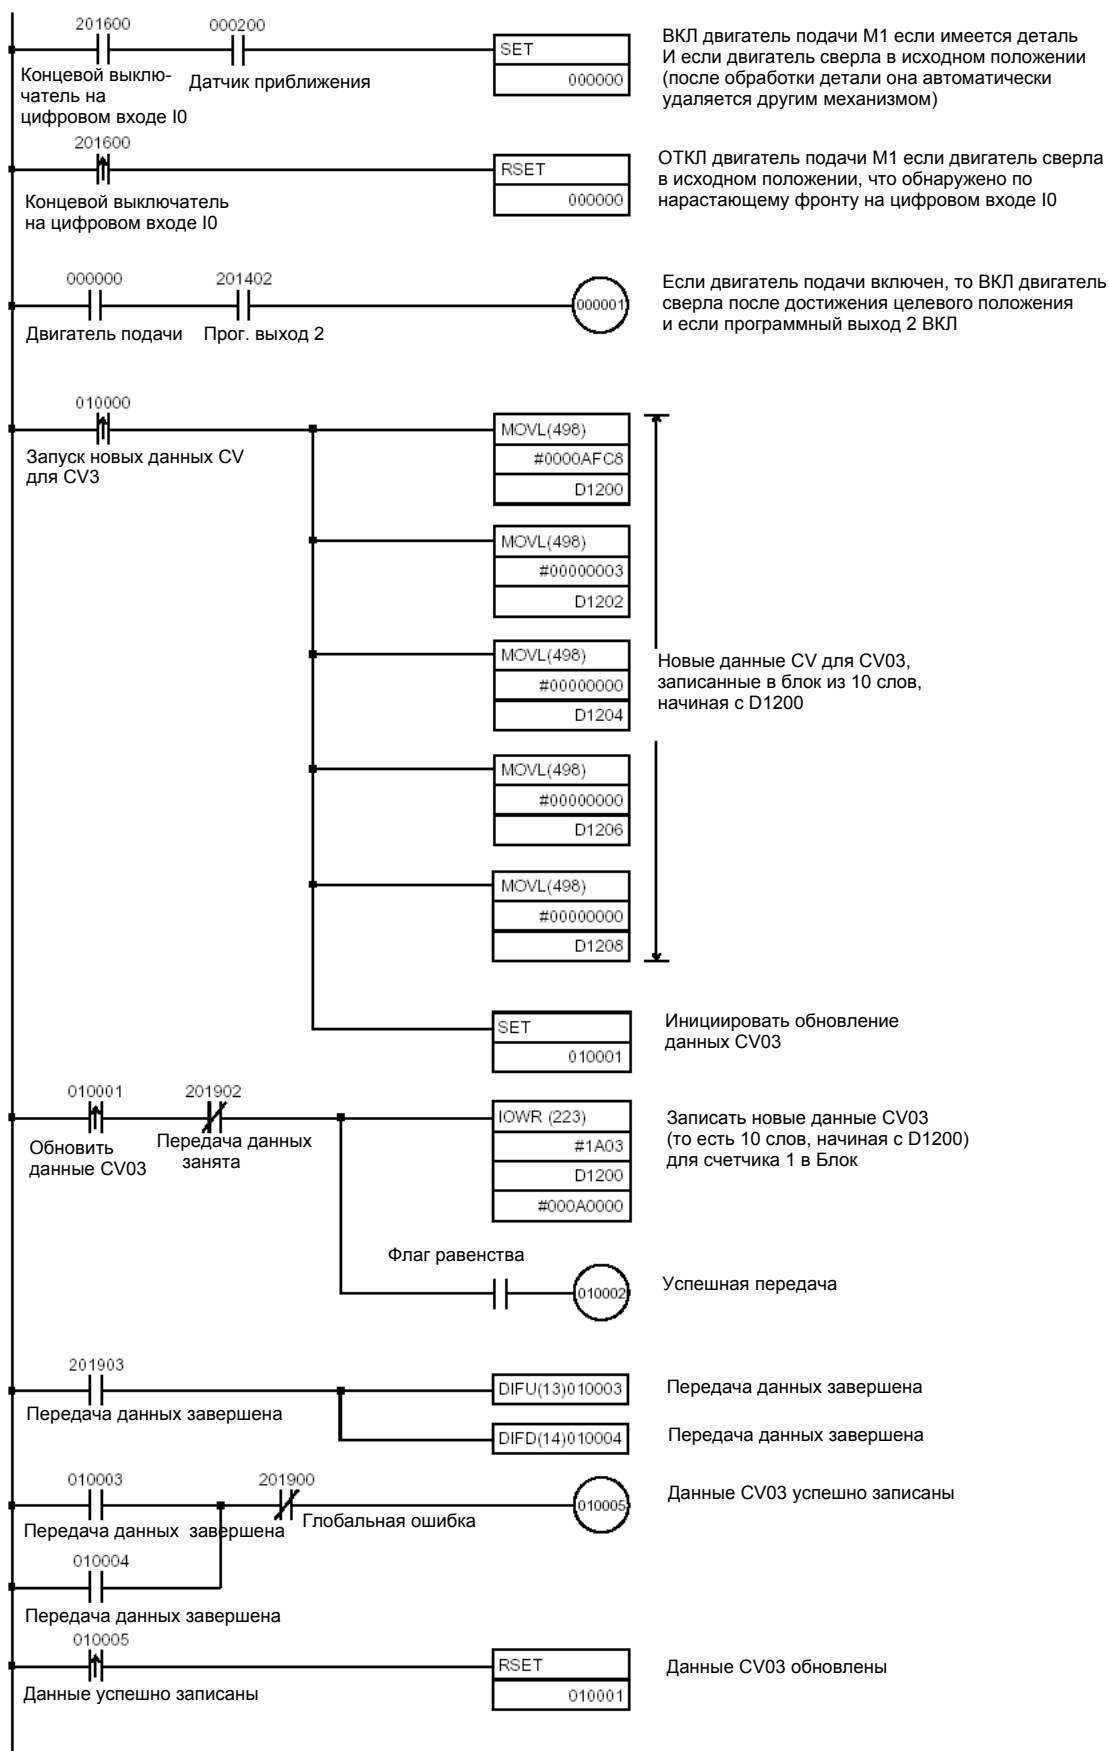 201600
000200
SET
000000
Концевой выклю-
чатель на
цифровом входе I0
Датчик приближения
ВКЛ двигатель подачи M1 если имеется деталь
И если двигатель сверла в исходном положении
(после обработки детали она автоматически
удаляется другим механизмом)
201600
RSET
000000
Концевой выключатель
на цифровом входе I0
ОТКЛ двигатель подачи M1 если двигатель сверла
в исходном положении, что обнаружено по
нарастающему фронту на цифровом входе I0
000000
201402
000001
Двигатель подачи
Прог. выход 2
Если двигатель подачи включен, то ВКЛ двигатель
сверла после достижения целевого положения
и если программный выход 2 ВКЛ
010000
Запуск новых данных CV
для CV3
MOVL(498)
#0000AFC8
D1200
MOVL(498)
#00000003
D1202
MOVL(498)
#00000000
D1204
Новые данные CV для CV03,
записанные в блок из 10 слов,
начиная с D1200
MOVL(498)
#00000000
D1206
MOVL(498)
#00000000
D1208
SET
010001
Инициировать обновление
данных CV03
010001
201902
Обновить
данные CV03
Передача данных
занята
IOWR (223)
#1A03
D1200
#000A0000
Записать новые данные CV03
(то есть 10 слов, начиная с D1200)
для счетчика 1 в Блок
Флаг равенства
010002
Успешная передача
201903
Передача данных завершена
DIFU(13)010003
Передача данных завершена
DIFD(14)010004
Передача данных завершена
010003
201900
010005
Данные CV03 успешно записаны
Передача данных завершена
Глобальная ошибка
010004
Передача данных завершена
010005
Данные успешно записаны
RSET
010001
Данные CV03 обновлены